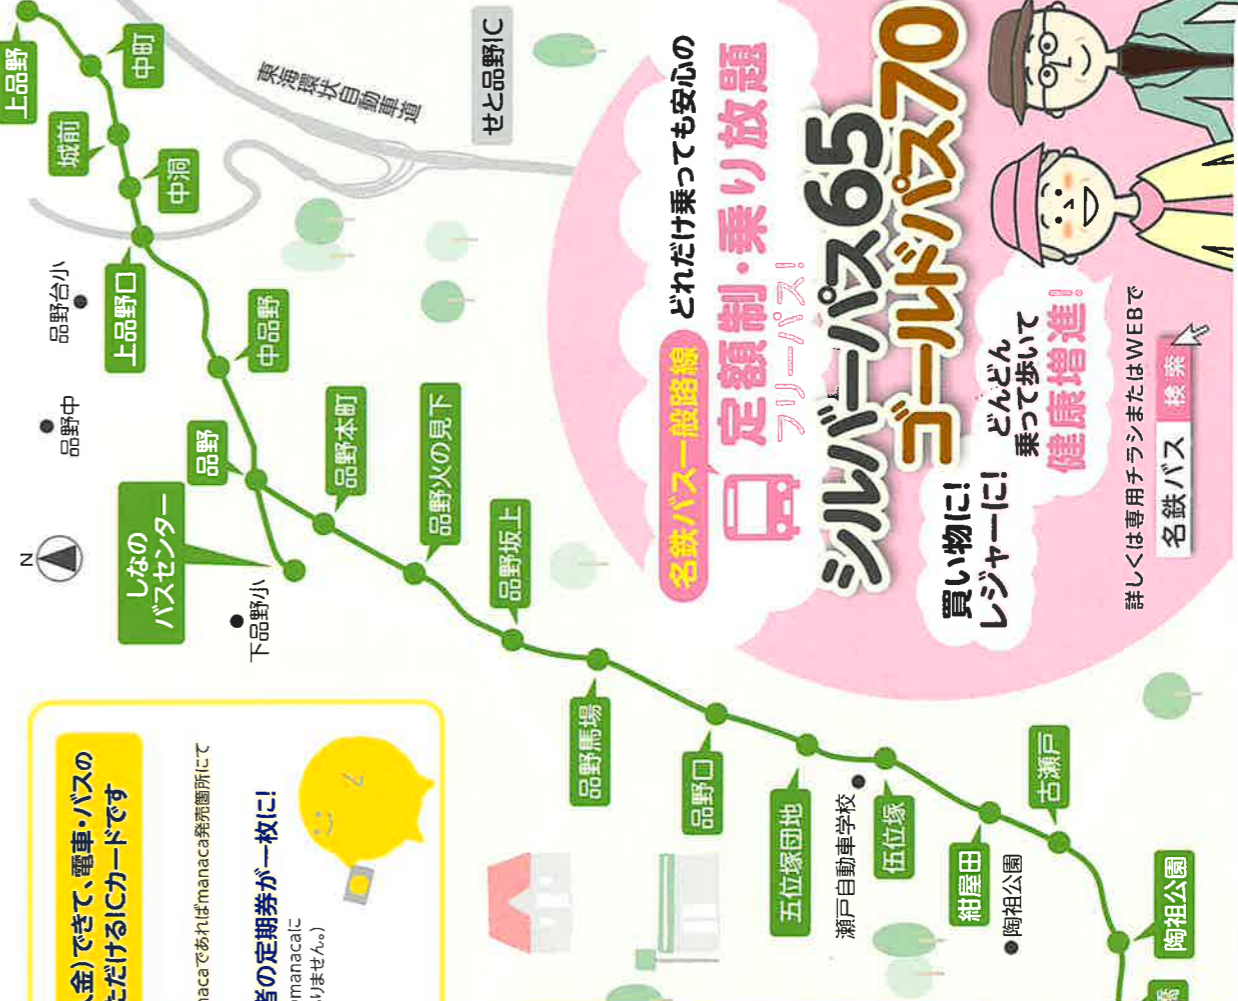 上品野
中町
城前
中洞
上品野口
中品野
品野
品野本町
しなの
バスセンター
品野火の見下
品野坂上
品野馬場
品野口
五位塚団地
伍位塚
紺屋田
古瀬戸
陶祖公園
東海環状自動車道
せと品野IC
品野台小
品野中
N
下品野小
瀬戸自動車学校
陶祖公園
名鉄バス一般路線
どれだけ乗っても安心の
定額制・乗り放題
フリーパス!
シルバーパス65
ゴールドパス70
買い物に!
レジャーに!
どんどん
乗って歩いて
健康増進!
詳しくは専用チラシまたはWEBで
名鉄バス 検索
金)できて、電車・バスの
ただけるICカードです
nacaであればmanaca発売箇所にて
者の定期券が一枚に!
manacaに
りません。)